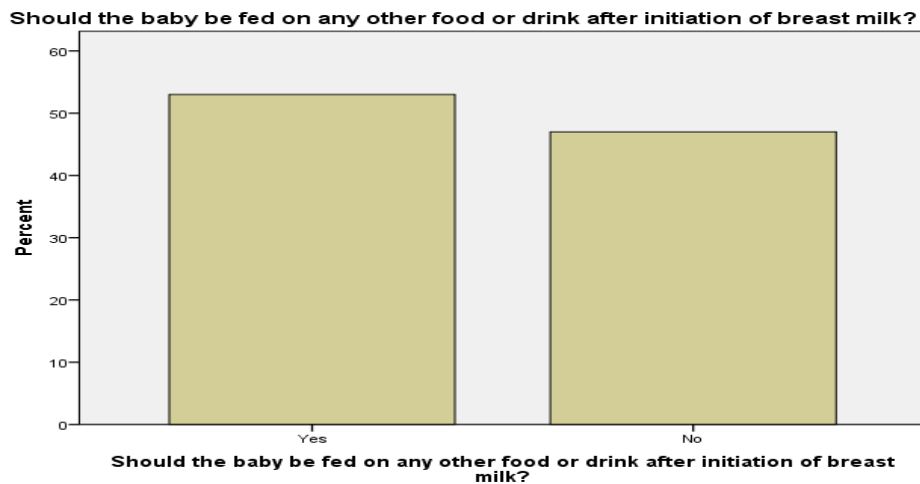 Should the baby be fed on any other food or drink after initiation of breast milk?
60
50
40
30
20
10
0
Percent
Yes
No
Should the baby be fed on any other food or drink after initiation of breast
milk?